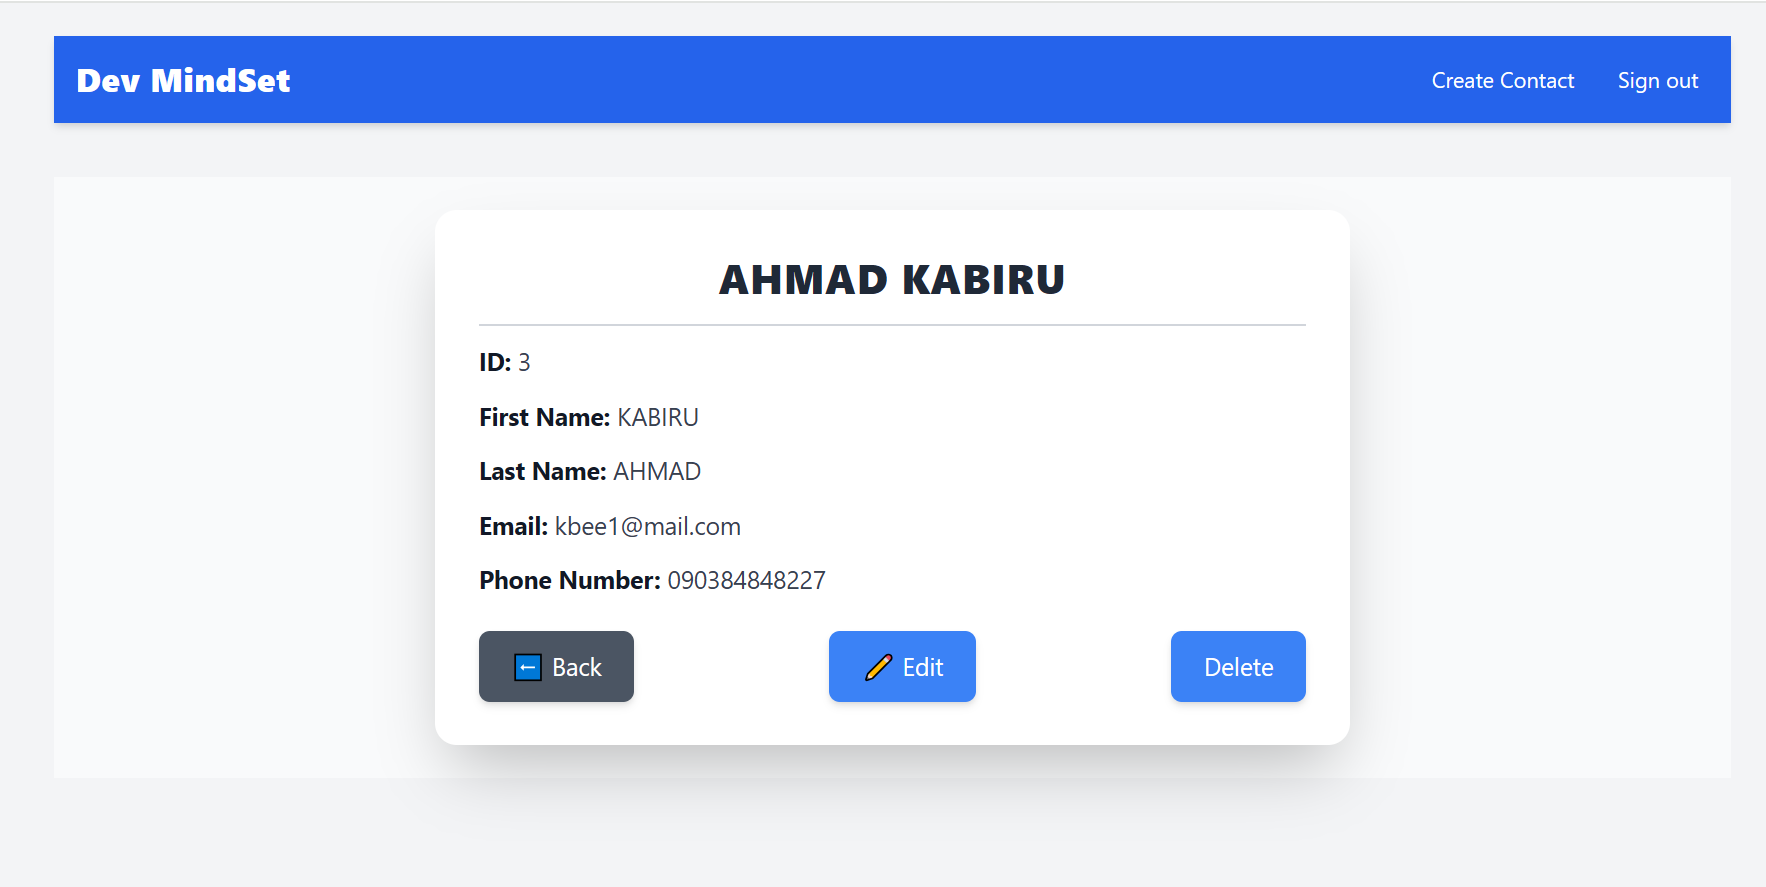 Dev MindSet
Create Contact
Sign out
AHMAD KABIRU
ID: 3
First Name: KABIRU
Last Name: AHMAD
Email: kbee1@mail.com
Phone Number: 090384848227
Back
Edit
Delete